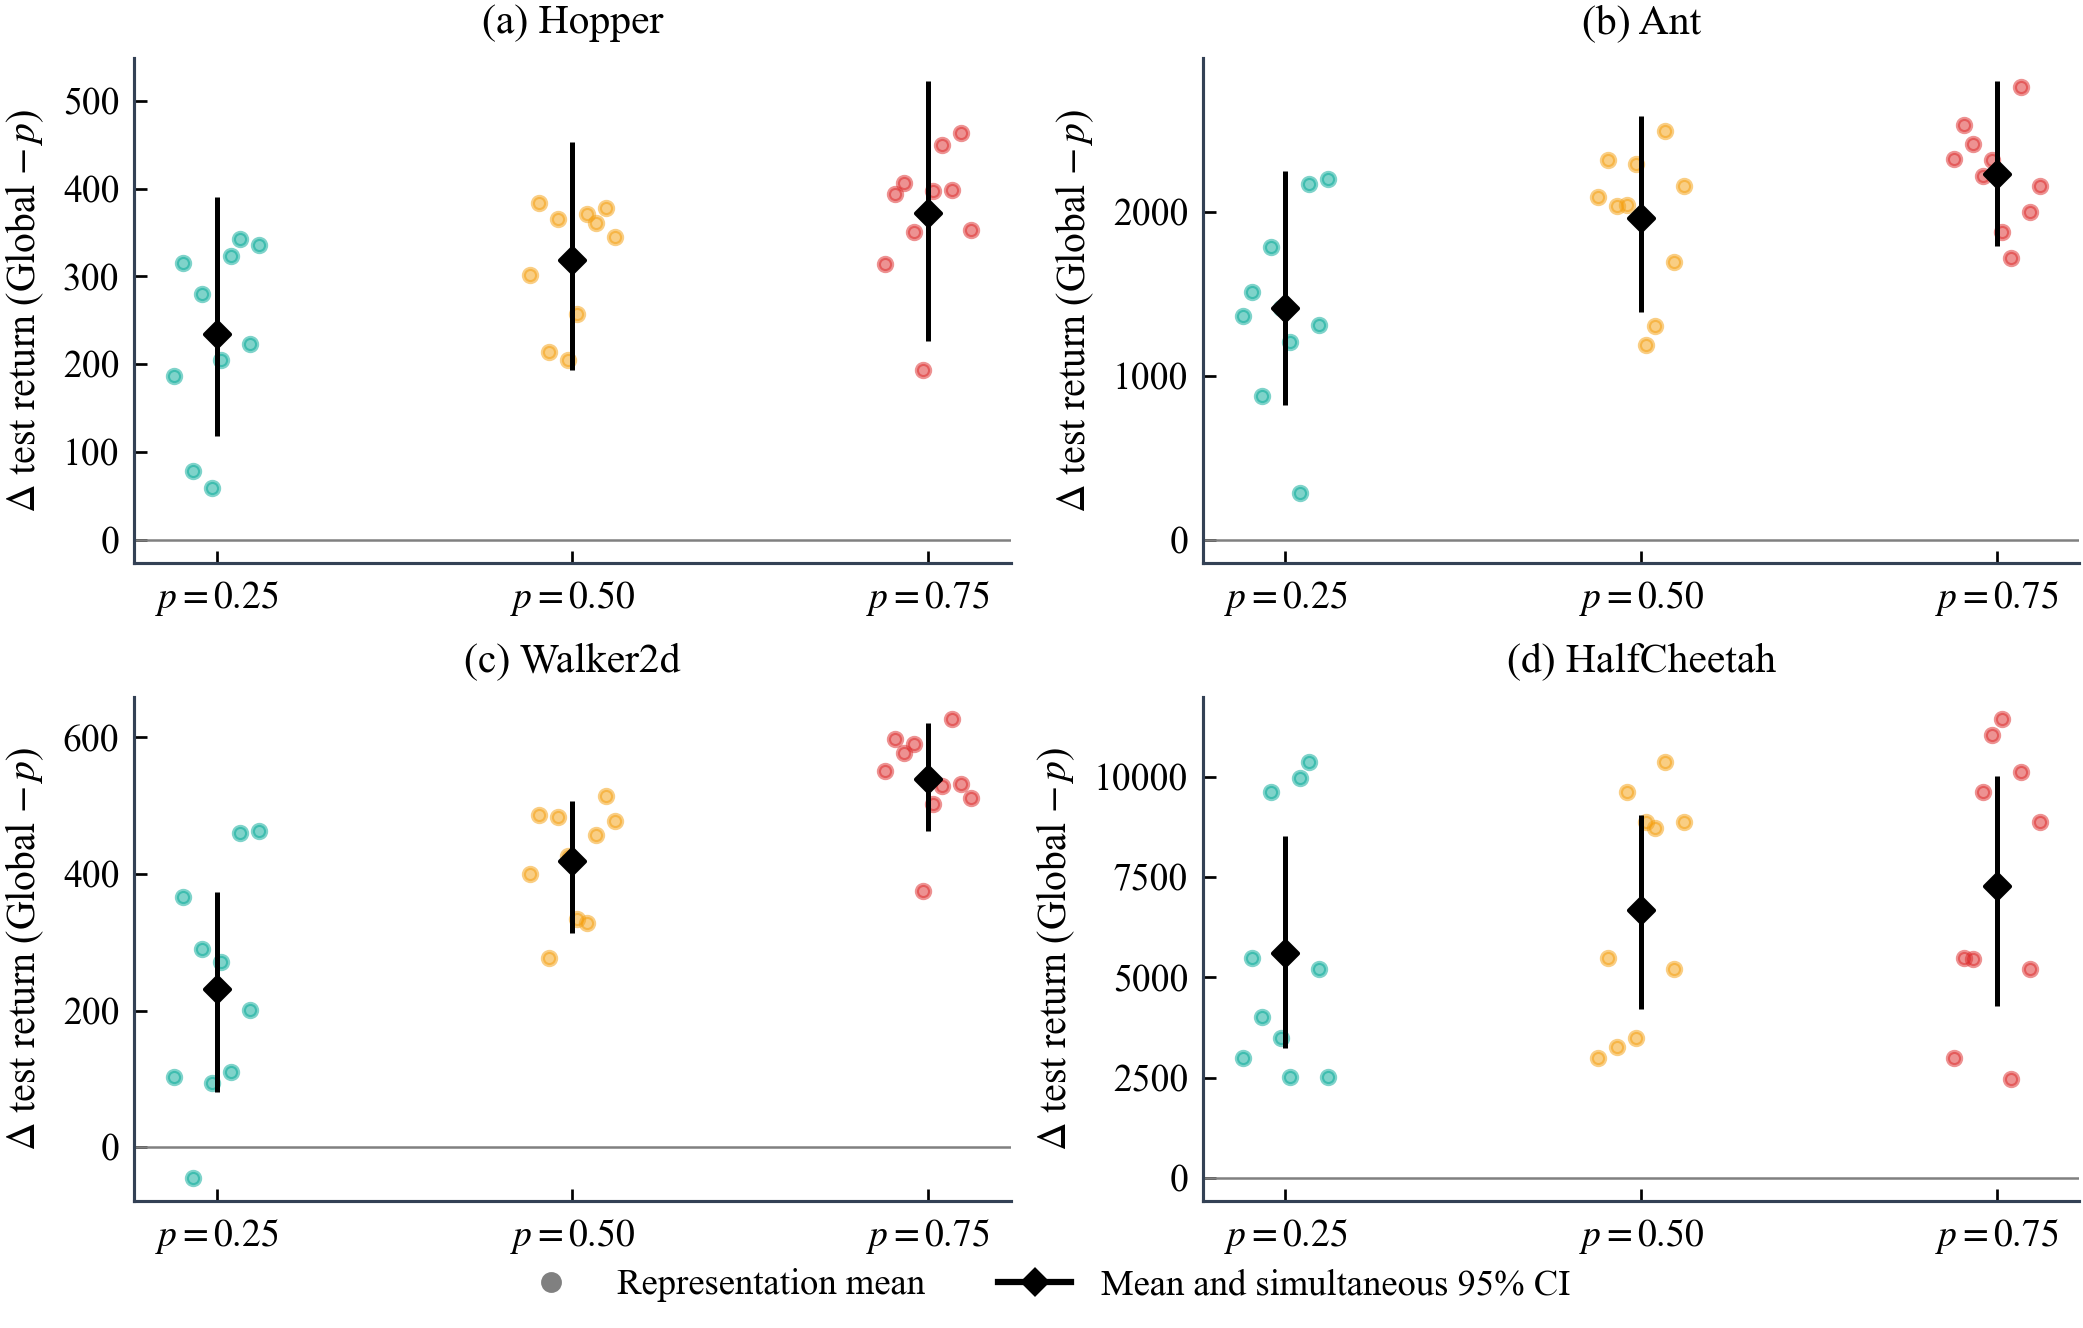 (a) Hopper
Δ test return (Global −p)
500
400
300
200
100
0
p=0.25
p=0.50
p=0.75
(b) Ant
Δ test return (Global −p)
2000
1000
0
p=0.25
p=0.50
p=0.75
(c) Walker2d
Δ test return (Global −p)
600
400
200
0
p=0.25
p=0.50
p=0.75
(d) HalfCheetah
Δ test return (Global −p)
10000
7500
5000
2500
0
p=0.25
p=0.50
p=0.75
Representation mean
Mean and simultaneous 95% CI